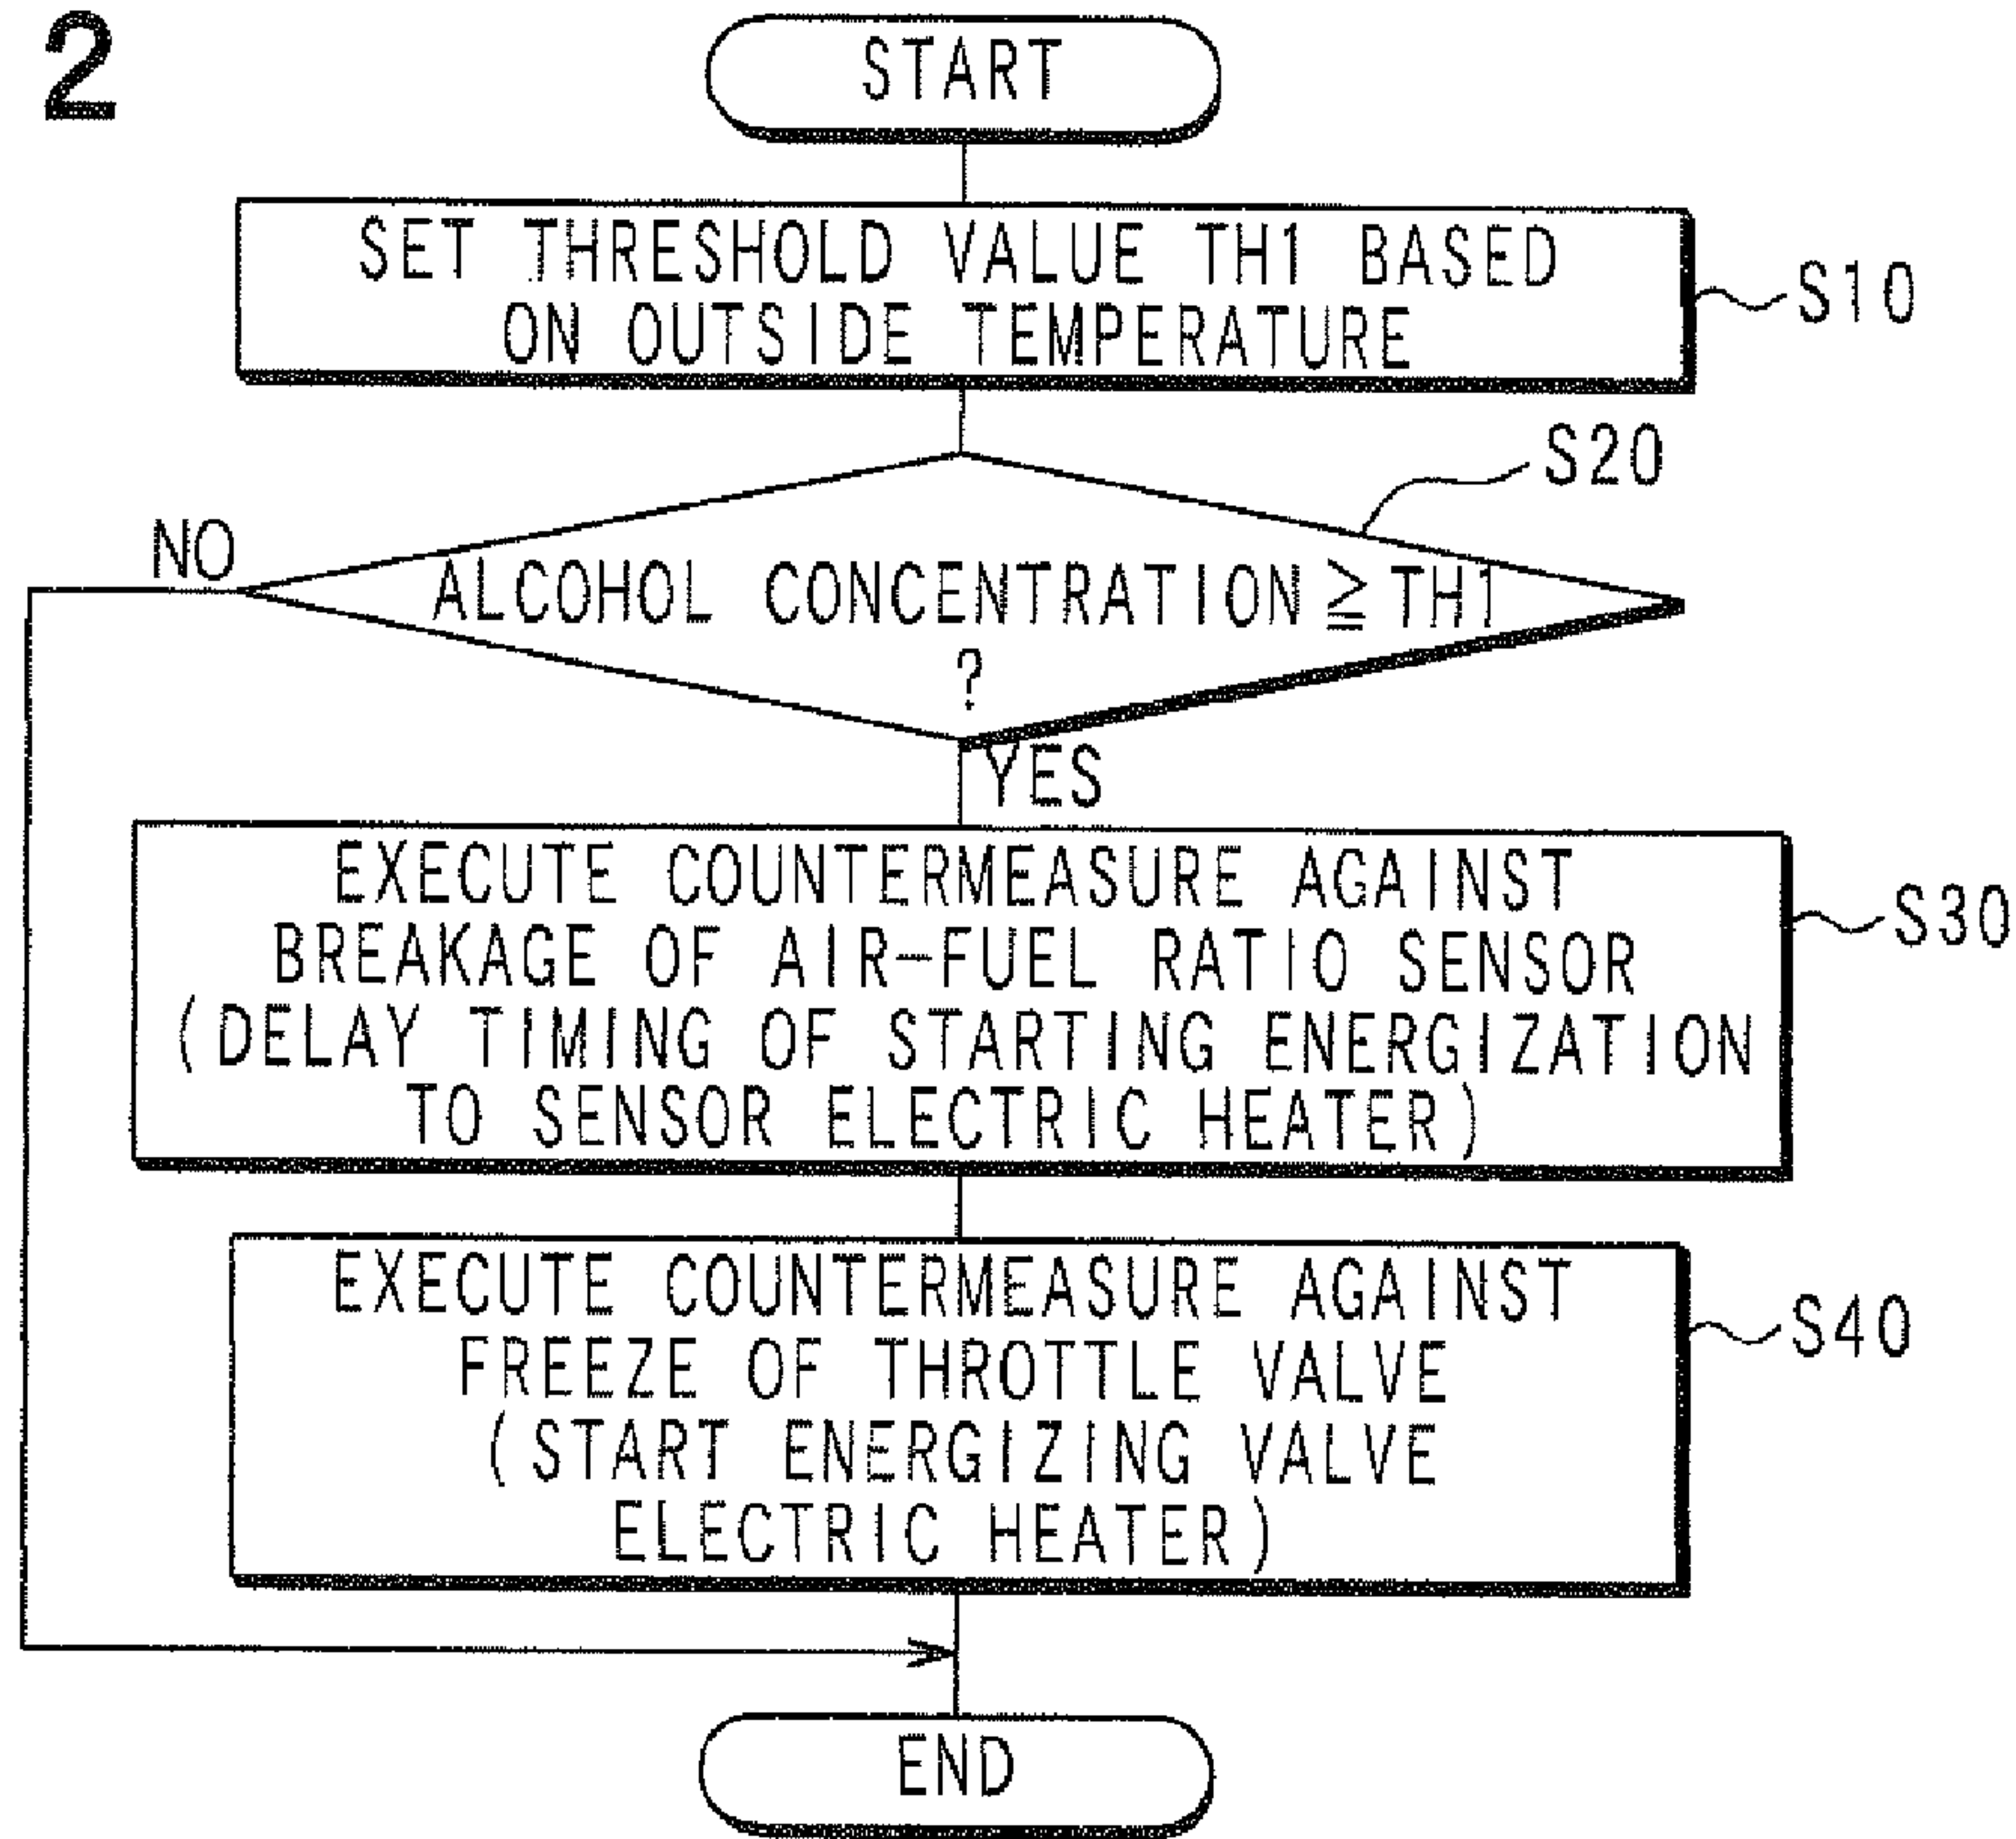 2
START
SET THRESHOLD VALUE TH1 BASED
ON OUTSIDE TEMPERATURE
S10
S20
NO
ALCOHOL CONCENTRATION ≧ TH1
?
YES
EXECUTE COUNTERMEASURE AGAINST
BREAKAGE OF AIR-FUEL RATIO SENSOR
(DELAY TIMING OF STARTING ENERGIZATION
TO SENSOR ELECTRIC HEATER)
S30
EXECUTE COUNTERMEASURE AGAINST
FREEZE OF THROTTLE VALVE
(START ENERGIZING VALVE
ELECTRIC HEATER)
S40
END